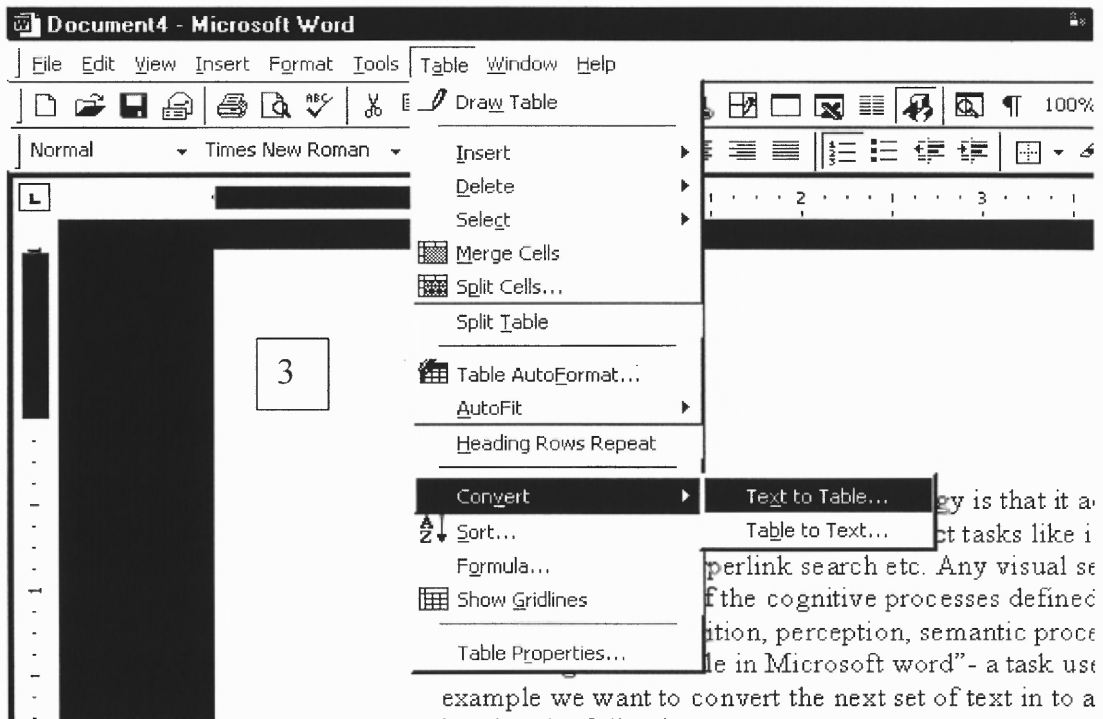 Document4 - Microsoft Word
File Edit View Insert Format Tools Table Window Help
ABC
100%
Normal Times New Roman
Draw Table
Insert
Delete
Select
Merge Cells
Split Cells...
Split Table
Table AutoFormat...
AutoFit
Heading Rows Repeat
Convert
Sort...
Formula...
Show Gridlines
Table Properties...
Text to Table...
Table to Text...
L
2 3
3
1
gy is that it a
ct tasks like i
perlink search etc. Any visual se
f the cognitive processes defined
ition, perception, semantic proce
le in Microsoft word"- a task use
example we want to convert the next set of text in to a